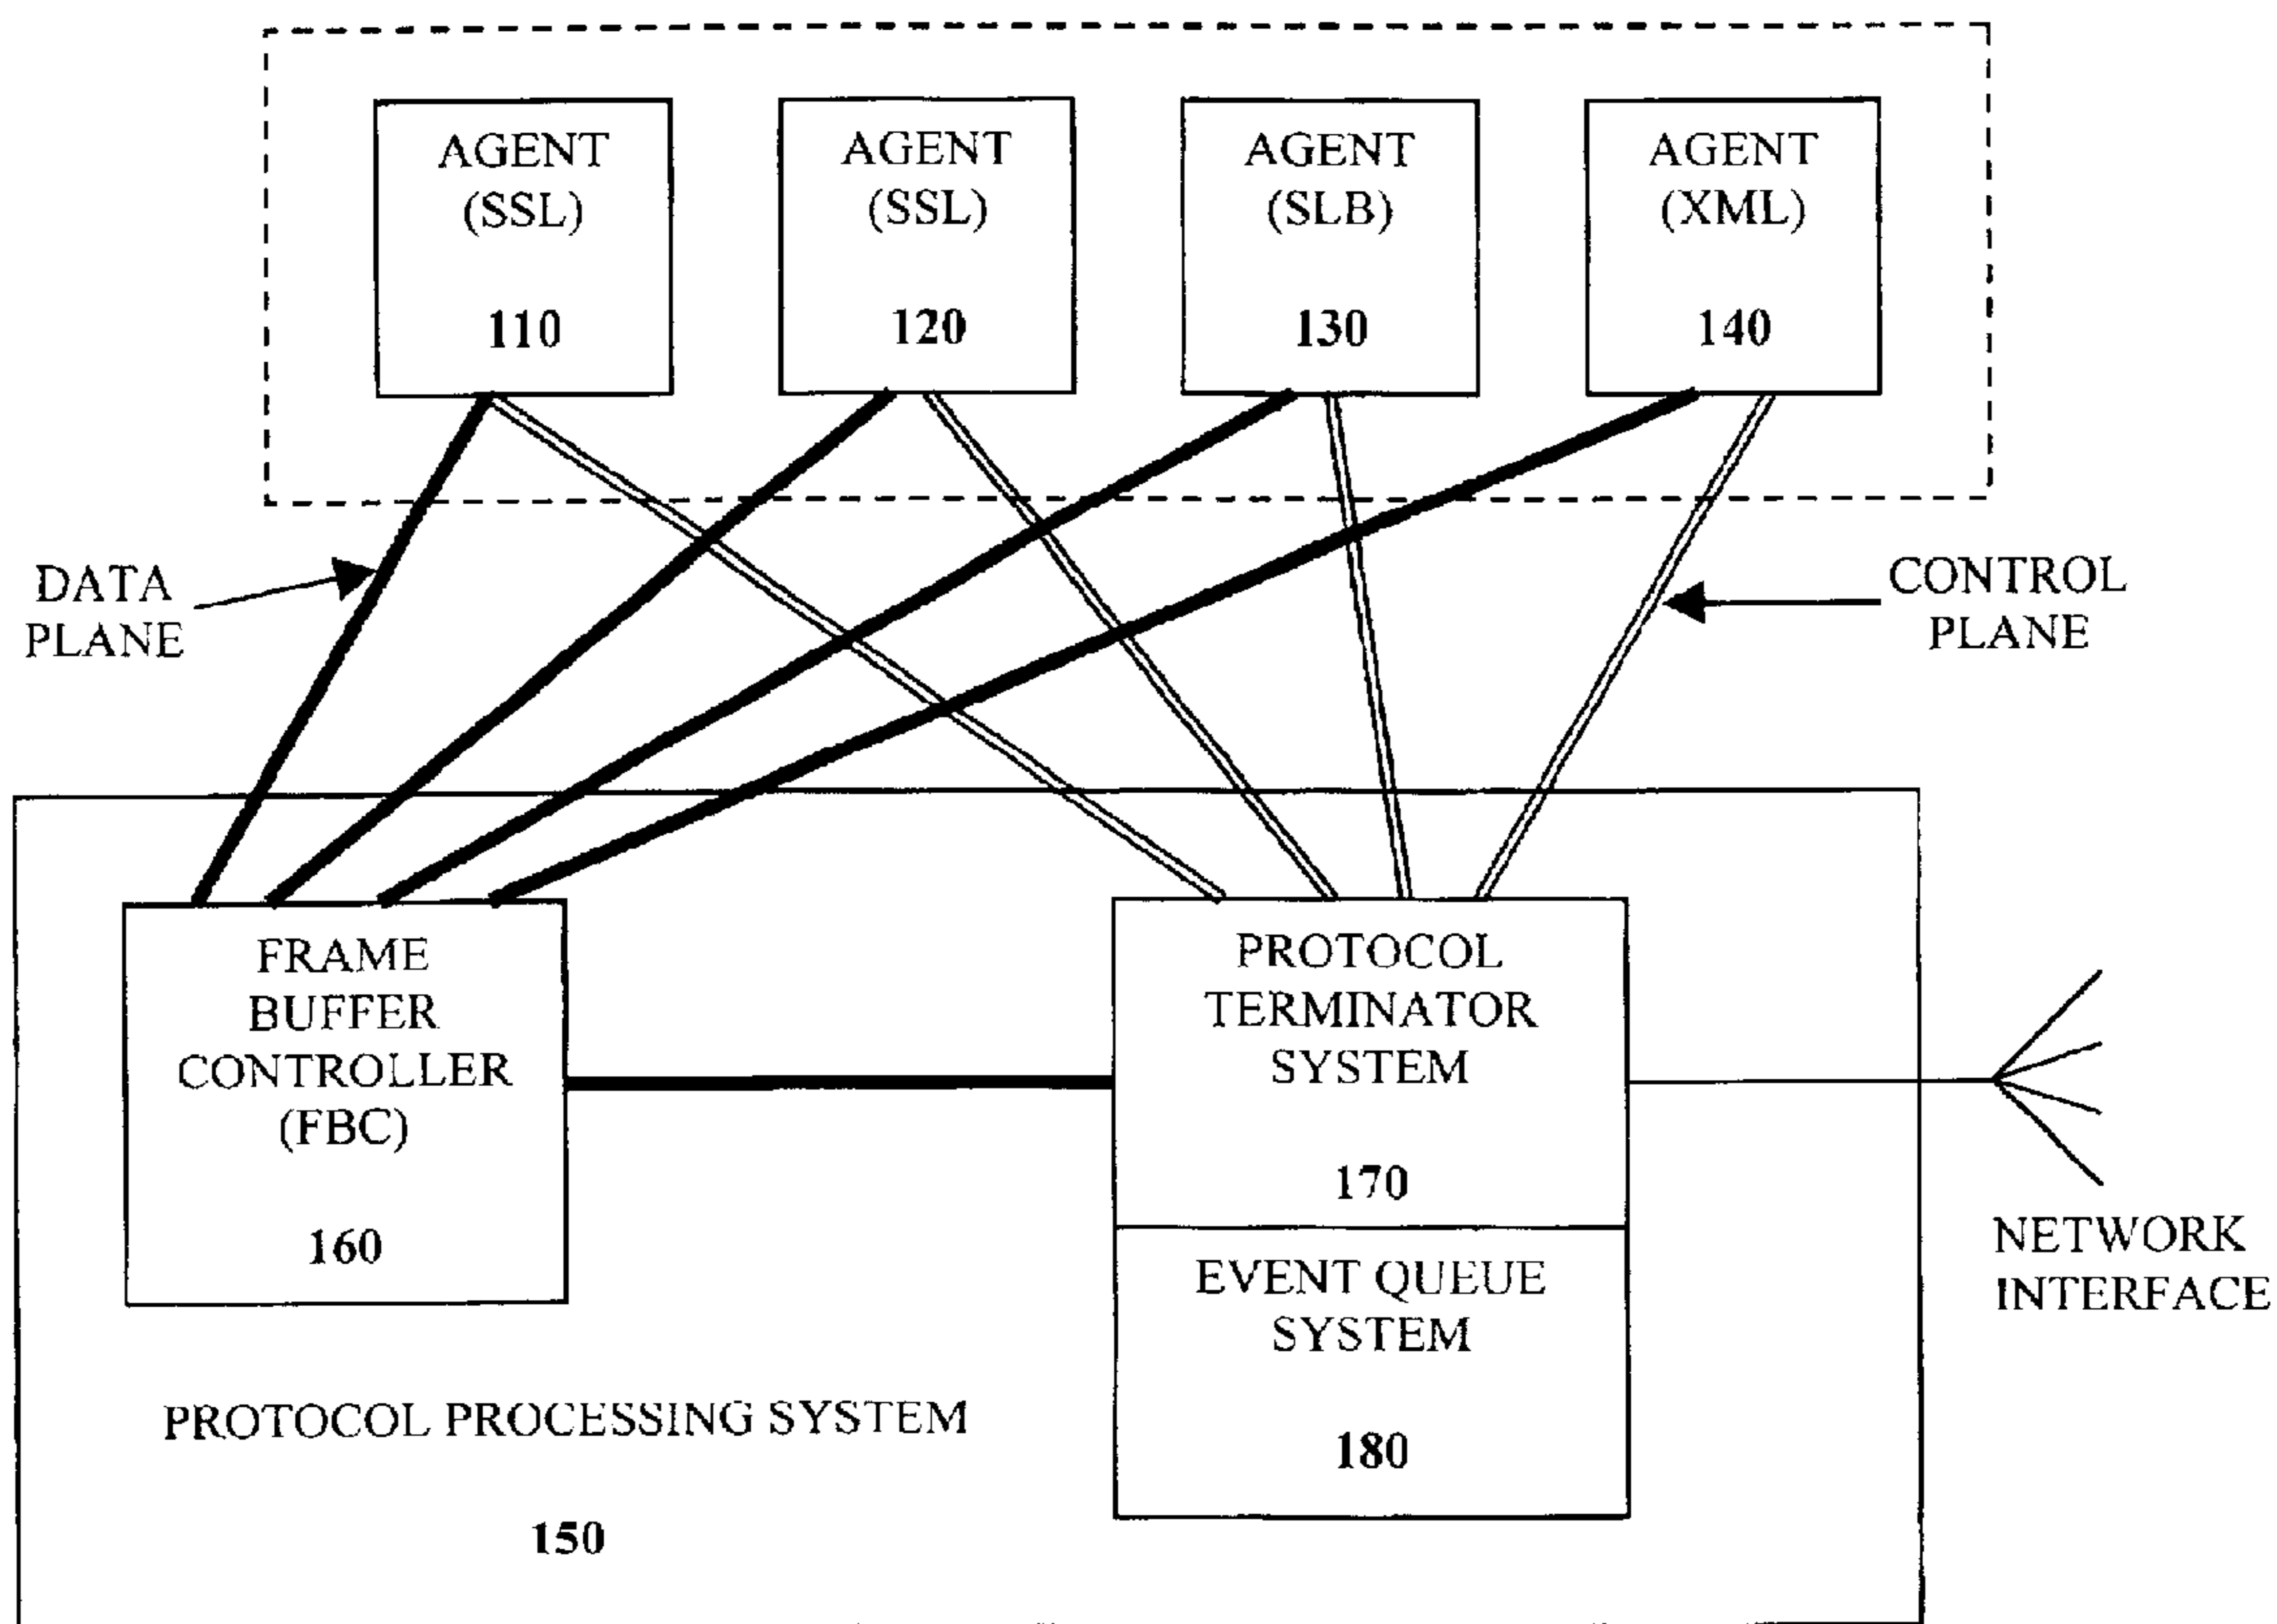 AGENT
(SSL)
110
AGENT
(SSL)
120
AGENT
(SLB)
130
AGENT
(XML)
140
DATA
PLANE
CONTROL
PLANE
FRAME
BUFFER
CONTROLLER
(FBC)
160
PROTOCOL
TERMINATOR
SYSTEM
170
EVENT QUEUE
SYSTEM
180
NETWORK
INTERFACE
PROTOCOL PROCESSING SYSTEM
150